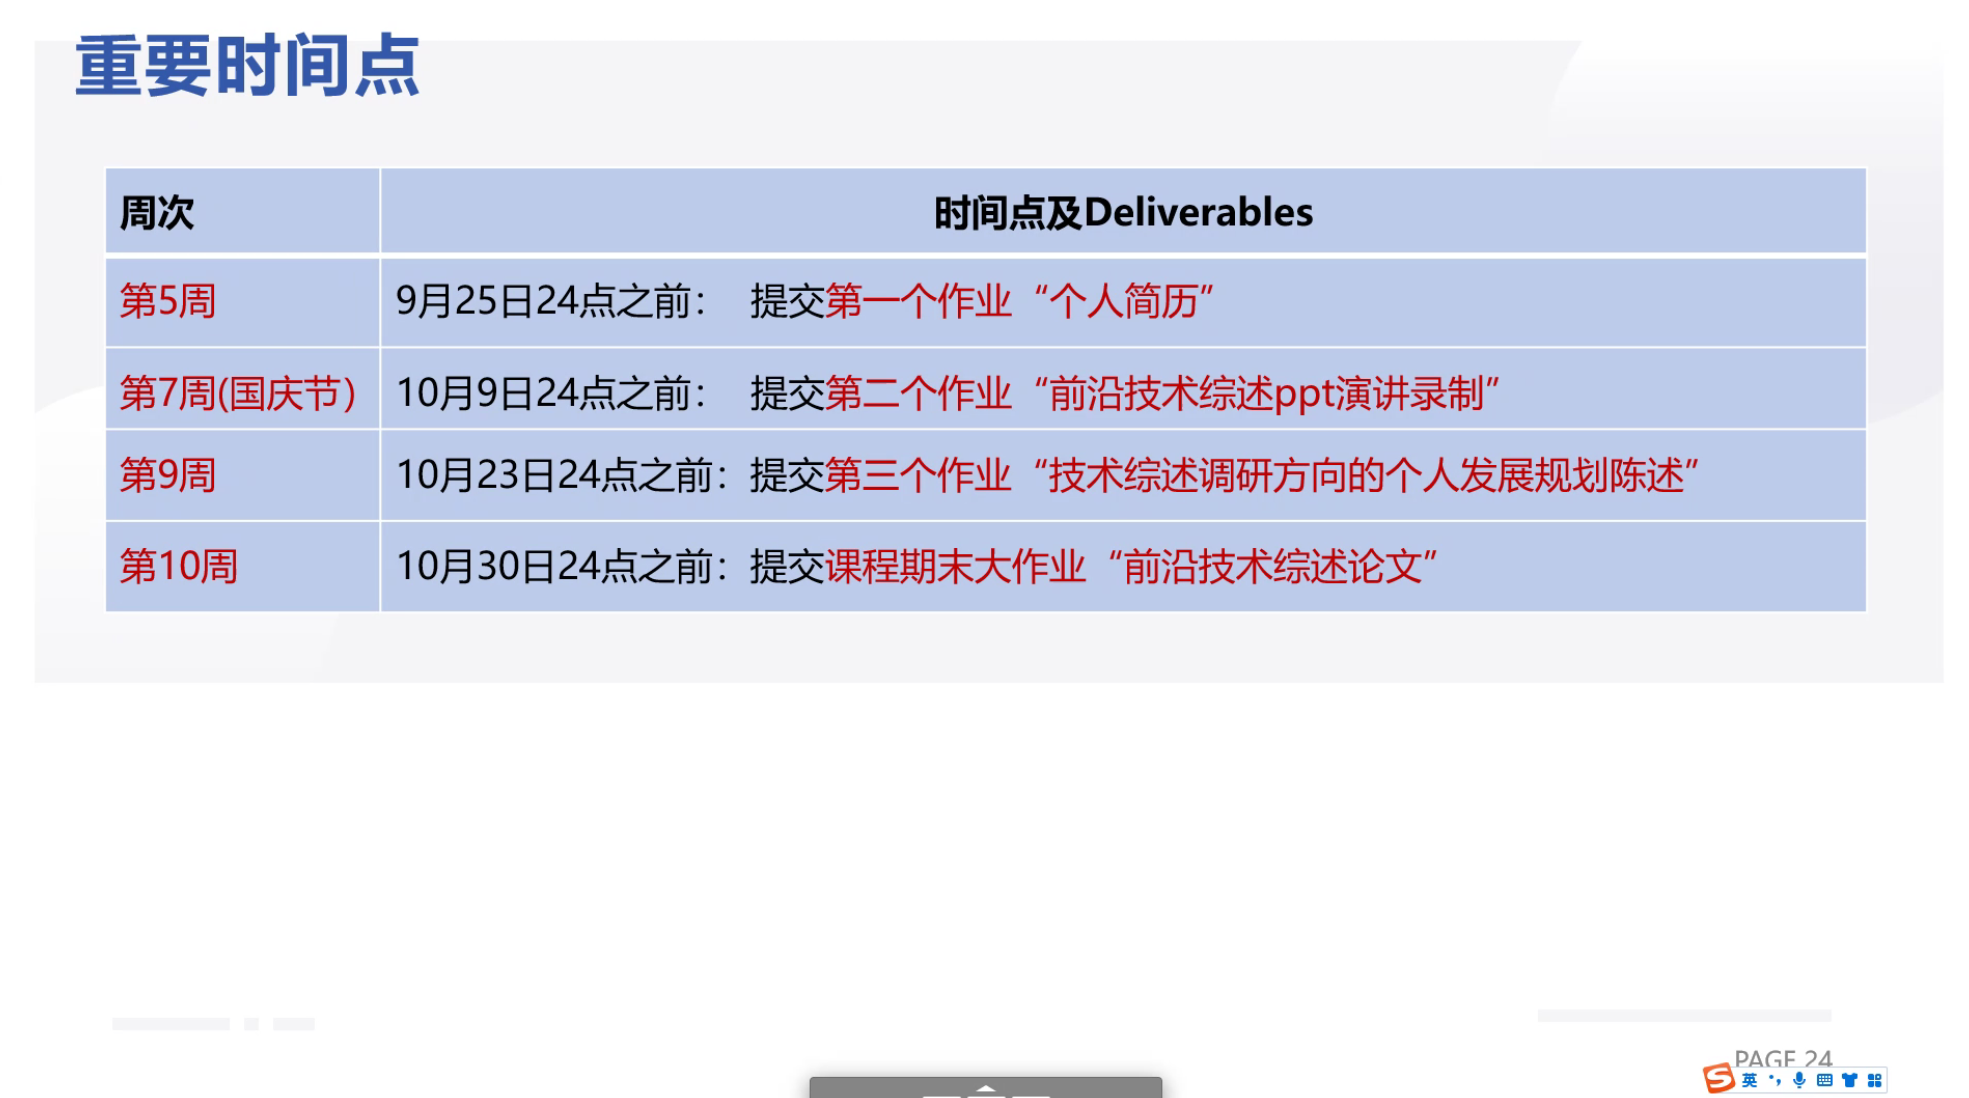 重要时间点
周次 时间点及Deliverables
第5周 9月25日24点之前： 提交第一个作业“个人简历”
第7周(国庆节） 10月9日24点之前： 提交第二个作业“前沿技术综述ppt演讲录制”
第9周 10月23日24点之前：提交第三个作业“技术综述调研方向的个人发展规划陈述”
第10周 10月30日24点之前：提交课程期末大作业“前沿技术综述论文”
PAGE 24
英